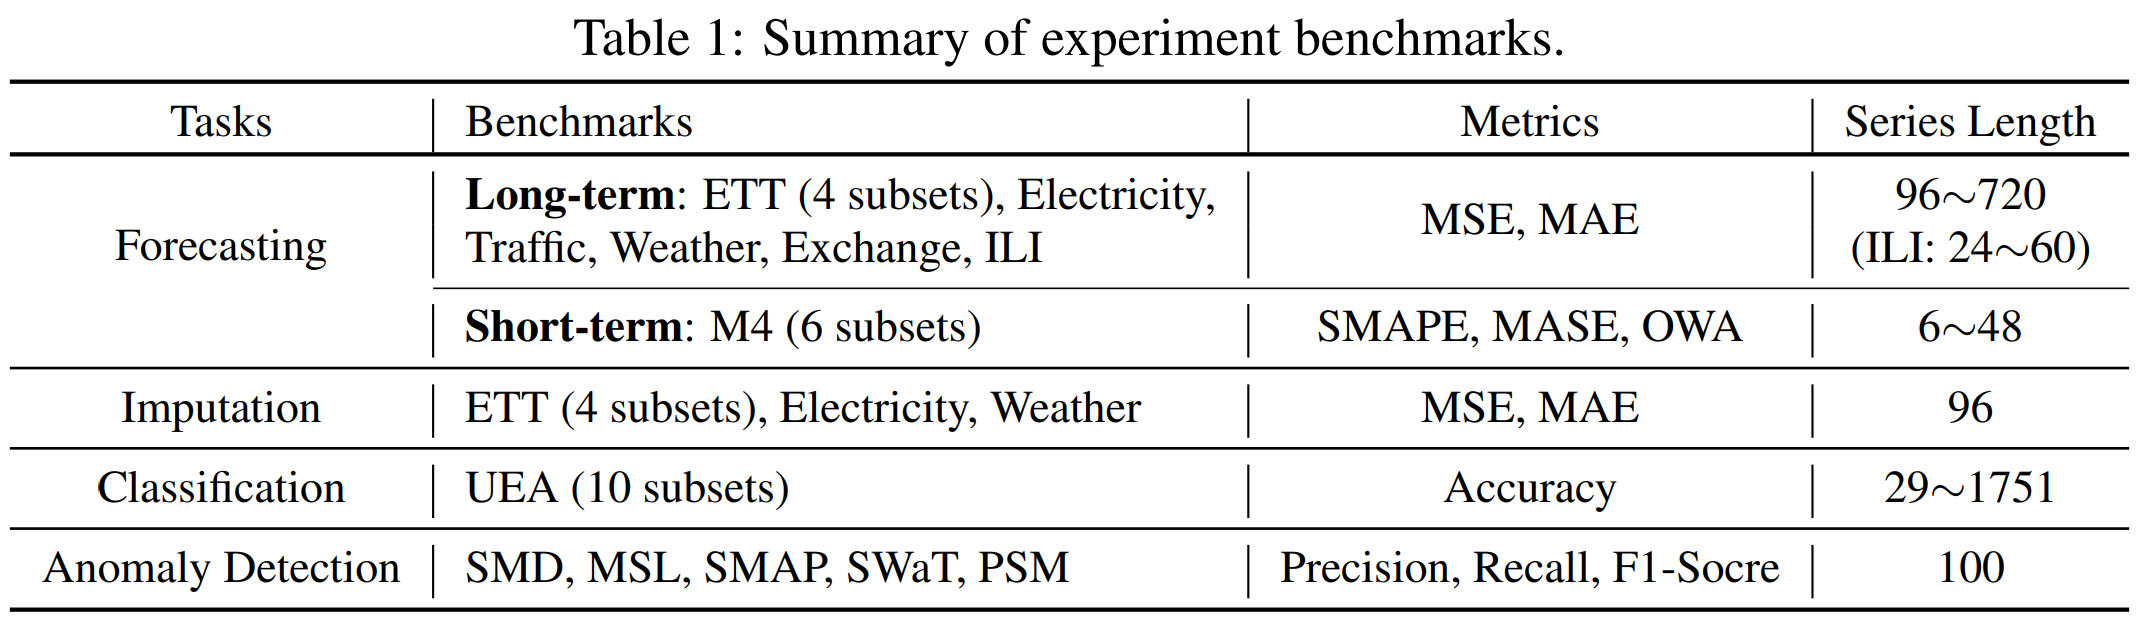 Table 1: Summary of experiment benchmarks.
Tasks Benchmarks Metrics Series Length
Forecasting
Long-term: ETT (4 subsets), Electricity,
Traffic, Weather, Exchange, ILI
MSE, MAE
96∼720
(ILI: 24∼60)
Short-term: M4 (6 subsets) SMAPE, MASE, OWA 6∼48
Imputation ETT (4 subsets), Electricity, Weather MSE, MAE 96
Classification UEA (10 subsets) Accuracy 29∼1751
Anomaly Detection SMD, MSL, SMAP, SWaT, PSM Precision, Recall, F1-Socre 100